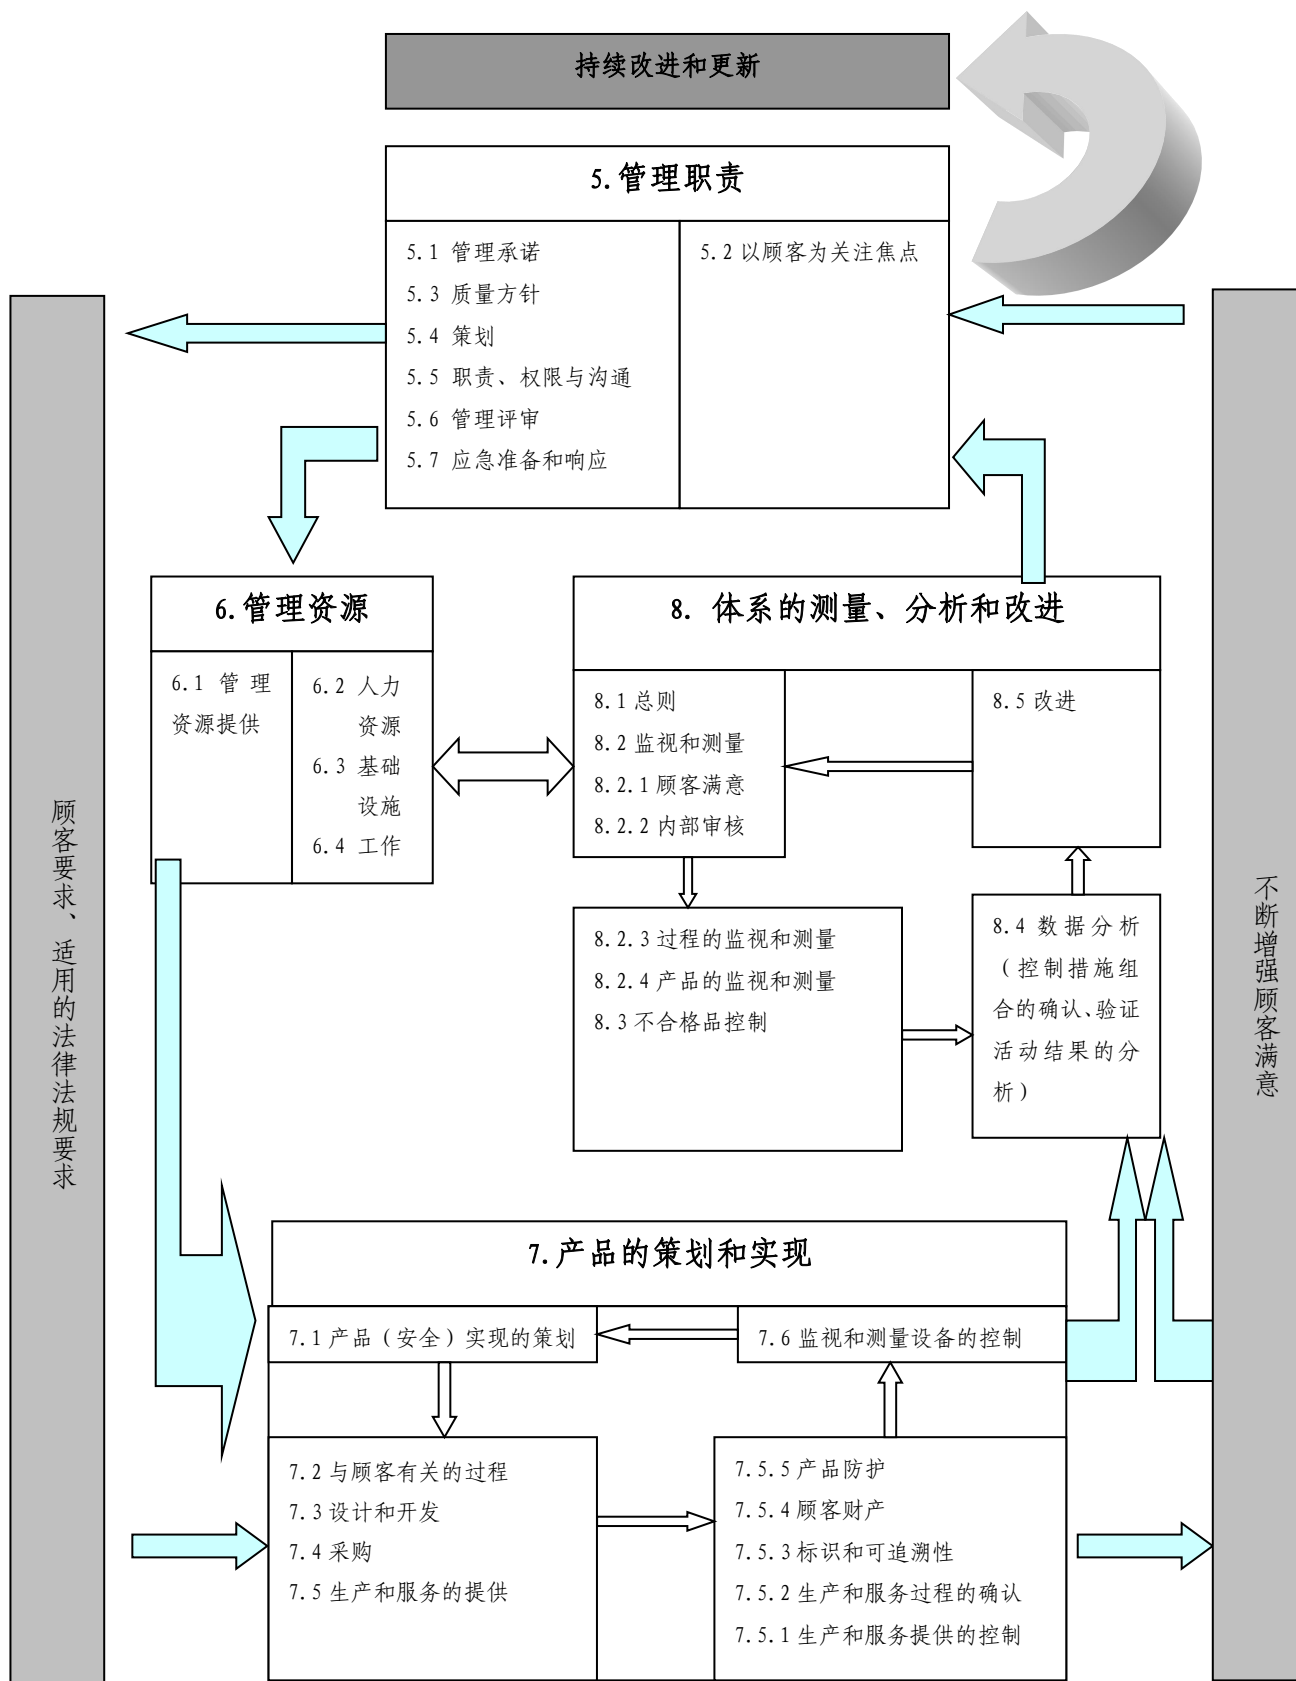 持续改进和更新
5.管理职责
5.1 管理承诺
5.3 质量方针
5.4 策划
5.5 职责、权限与沟通
5.6 管理评审
5.7 应急准备和响应
5.2 以顾客为关注焦点
顾客要求、适用的法律法规要求
6.管理资源
6.1 管理
资源提供
6.2 人力
资源
6.3 基础
设施
6.4 工作
8. 体系的测量、分析和改进
8.1 总则
8.2 监视和测量
8.2.1 顾客满意
8.2.2 内部审核
8.5 改进
8.2.3 过程的监视和测量
8.2.4 产品的监视和测量
8.3 不合格品控制
8.4 数据分析
（控制措施组
合的确认、验证
活动结果的分
析）
不断增强顾客满意
7.产品的策划和实现
7.1 产品（安全）实现的策划
7.6 监视和测量设备的控制
7.2 与顾客有关的过程
7.3 设计和开发
7.4 采购
7.5 生产和服务的提供
7.5.5 产品防护
7.5.4 顾客财产
7.5.3 标识和可追溯性
7.5.2 生产和服务过程的确认
7.5.1 生产和服务提供的控制